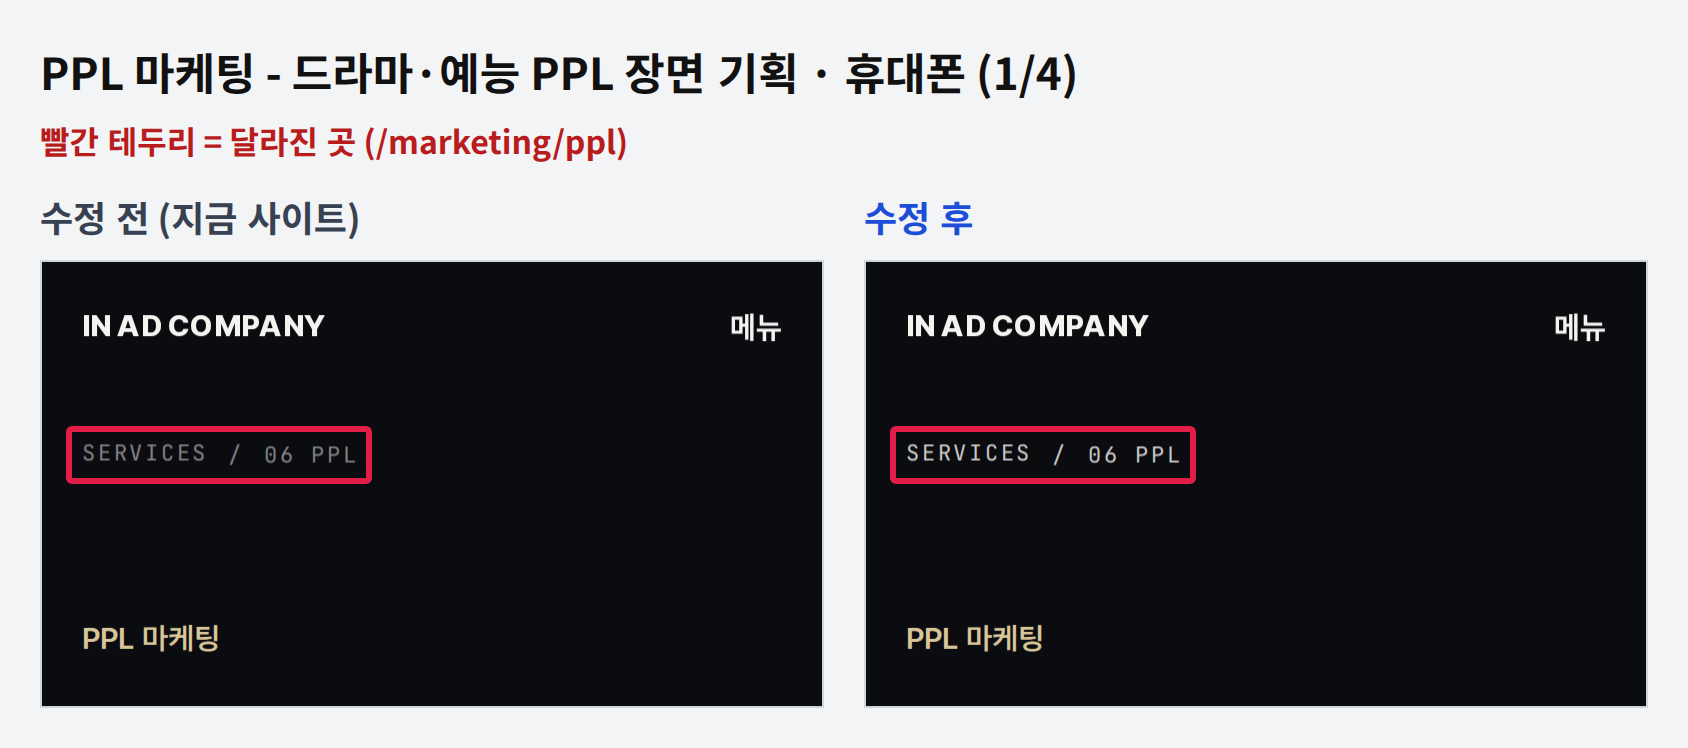 PPL 마케팅 - 드라마·예능 PPL 장면 기획 · 휴대폰 (1/4)
빨간 테두리 = 달라진 곳 (/marketing/ppl)
수정 전 (지금 사이트)
IN AD COMPANY 메뉴
SERVICES / 06 PPL
PPL 마케팅
수정 후
IN AD COMPANY 메뉴
SERVICES / 06 PPL
PPL 마케팅